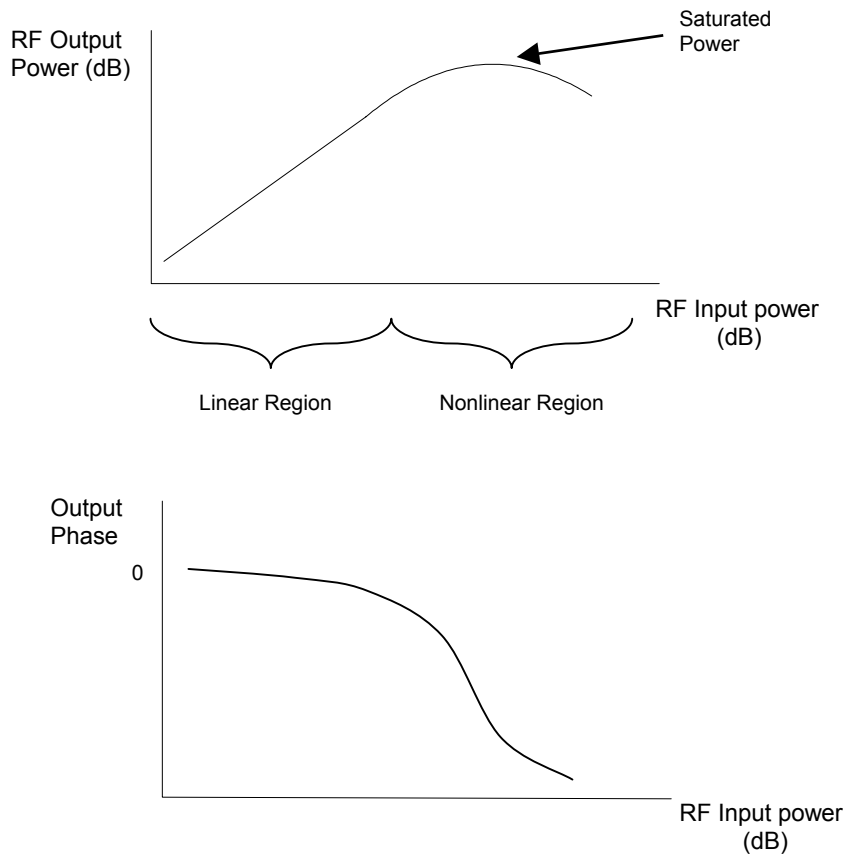 RF Output
Power (dB)
Saturated
Power
RF Input power
(dB)
Linear Region
Nonlinear Region
Output
Phase
0
RF Input power
(dB)